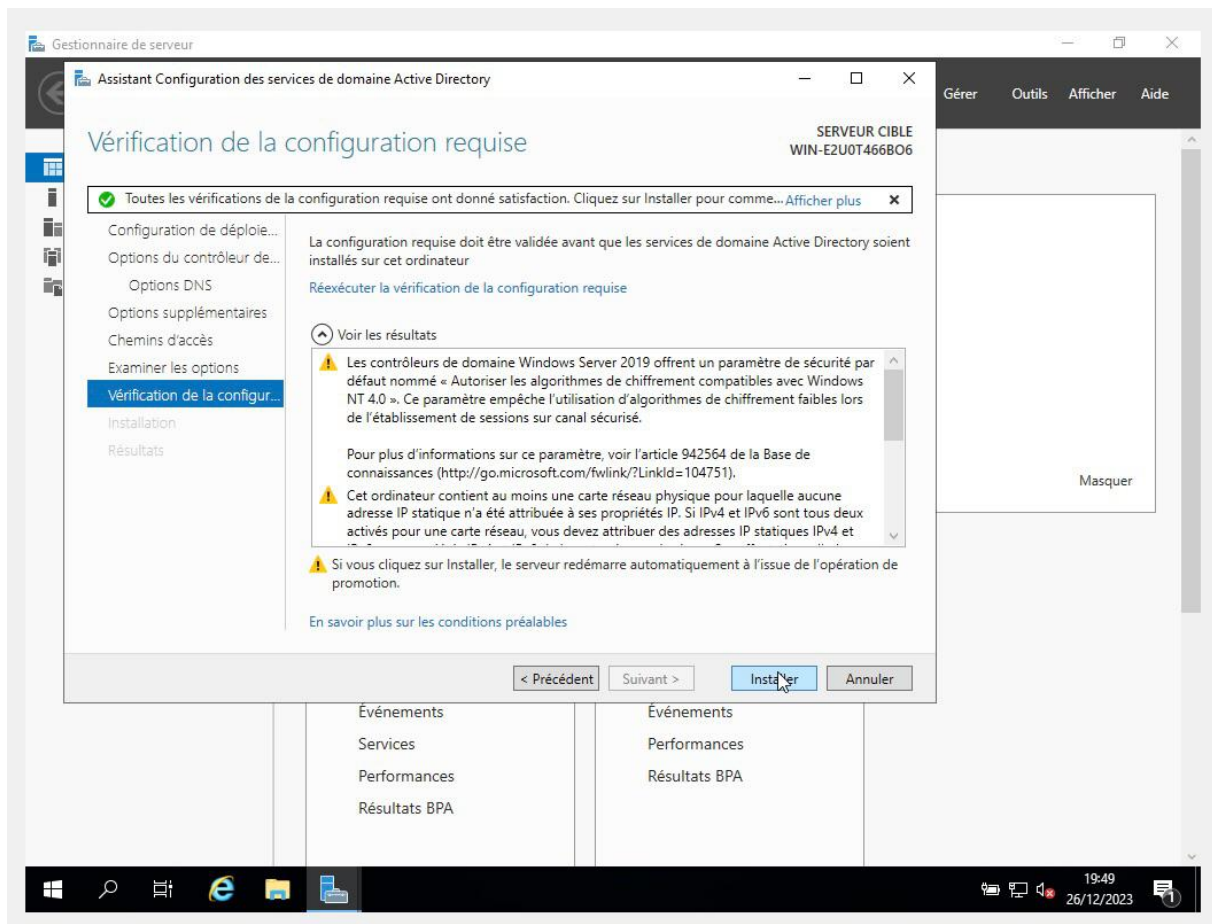 Gestionnaire de serveur
Assistant Configuration des services de domaine Active Directory
Gérer Outils Afficher Aide
Vérification de la configuration requise
SERVEUR CIBLE
WIN-E2U0T466BO6
Toutes les vérifications de la configuration requise ont donné satisfaction. Cliquez sur Installer pour comme... Afficher plus
Configuration de déploie...
Options du contrôleur de...
Options DNS
Options supplémentaires
Chemins d'accès
Examiner les options
Vérification de la configur...
Installation
Résultats
La configuration requise doit être validée avant que les services de domaine Active Directory soient
installés sur cet ordinateur
Réexécuter la vérification de la configuration requise
Voir les résultats
Les contrôleurs de domaine Windows Server 2019 offrent un paramètre de sécurité par
défaut nommé « Autoriser les algorithmes de chiffrement compatibles avec Windows
NT 4.0 ». Ce paramètre empêche l'utilisation d'algorithmes de chiffrement faibles lors
de l'établissement de sessions sur canal sécurisé.
Pour plus d'informations sur ce paramètre, voir l'article 942564 de la Base de
connaissances (http://go.microsoft.com/fwlink/?LinkId=104751).
Cet ordinateur contient au moins une carte réseau physique pour laquelle aucune
adresse IP statique n'a été attribuée à ses propriétés IP. Si IPv4 et IPv6 sont tous deux
activés pour une carte réseau, vous devez attribuer des adresses IP statiques IPv4 et
Si vous cliquez sur Installer, le serveur redémarre automatiquement à l'issue de l'opération de
promotion.
En savoir plus sur les conditions préalables
Masquer
< Précédent Suivant > Installer Annuler
Événements
Services
Performances
Résultats BPA
Événements
Performances
Résultats BPA
19:49
26/12/2023
1